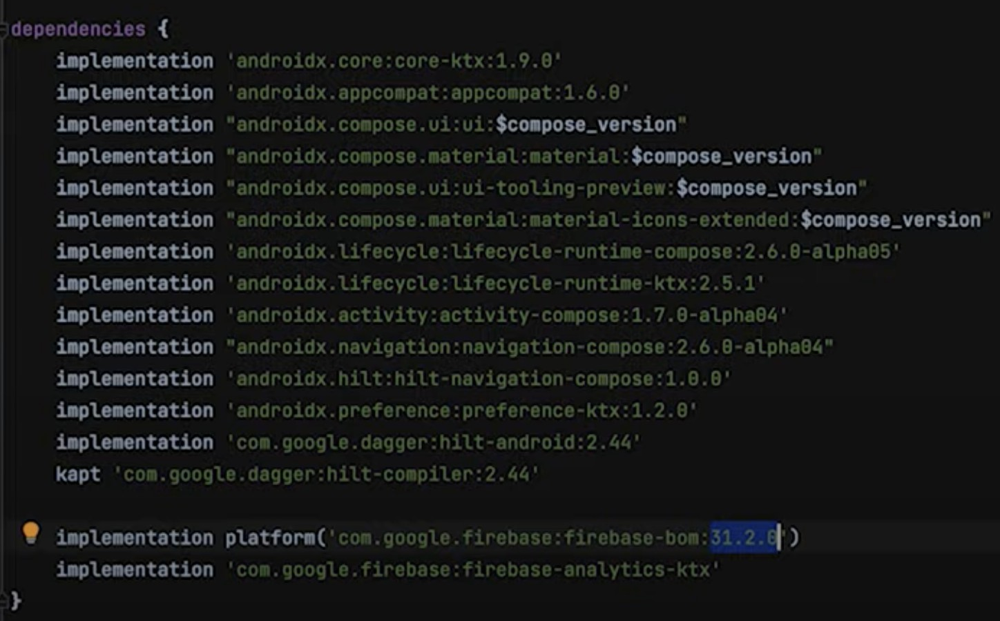 dependencies {
implementation 'androidx.core:core-ktx:1.9.0'
implementation 'androidx.appcompat:appcompat:1.6.0'
implementation "androidx.compose.ui:ui:$compose_version"
implementation "androidx.compose.material:material:$compose_version"
implementation "androidx.compose.ui:ui-tooling-preview:$compose_version"
implementation "androidx.compose.material:material-icons-extended:$compose_version"
implementation 'androidx.lifecycle:lifecycle-runtime-compose:2.6.0-alpha05'
implementation 'androidx.lifecycle:lifecycle-runtime-ktx:2.5.1'
implementation 'androidx.activity:activity-compose:1.7.0-alpha04'
implementation "androidx.navigation:navigation-compose:2.6.0-alpha04"
implementation 'androidx.hilt:hilt-navigation-compose:1.0.0'
implementation 'androidx.preference:preference-ktx:1.2.0'
implementation 'com.google.dagger:hilt-android:2.44'
kapt 'com.google.dagger:hilt-compiler:2.44'
implementation platform('com.google.firebase:firebase-bom:31.2.0')
implementation 'com.google.firebase:firebase-analytics-ktx'
}